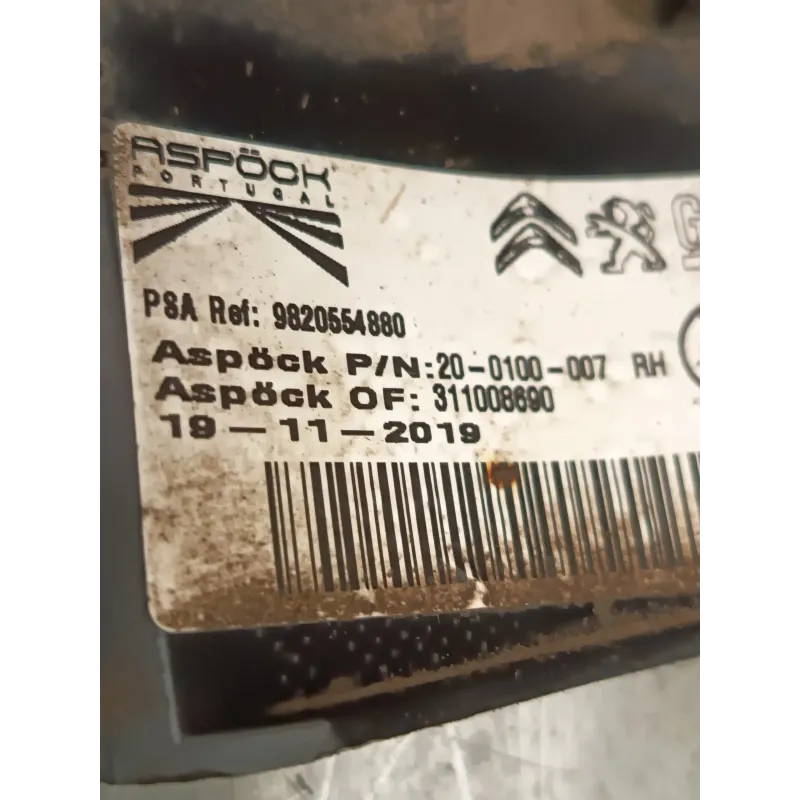 ASPÖCK
PORTUGAL
PSA Ref: 9820554880
Aspöck P/N:20-0100-007 RH
Aspöck OF: 311008690
19-11-2019